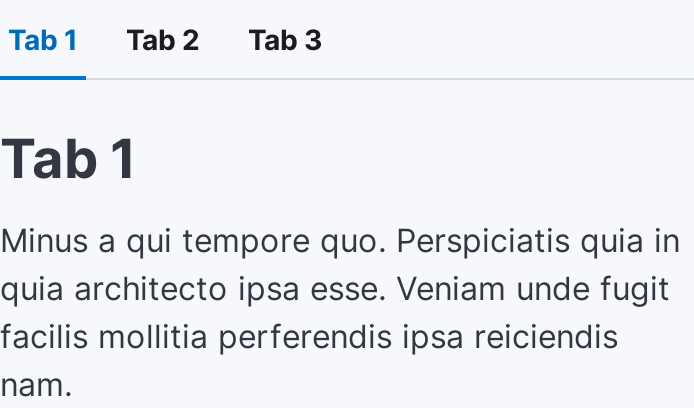 Tab 1 Tab 2 Tab 3
Tab 1
Minus a qui tempore quo. Perspiciatis quia in
quia architecto ipsa esse. Veniam unde fugit
facilis mollitia perferendis ipsa reiciendis
nam.